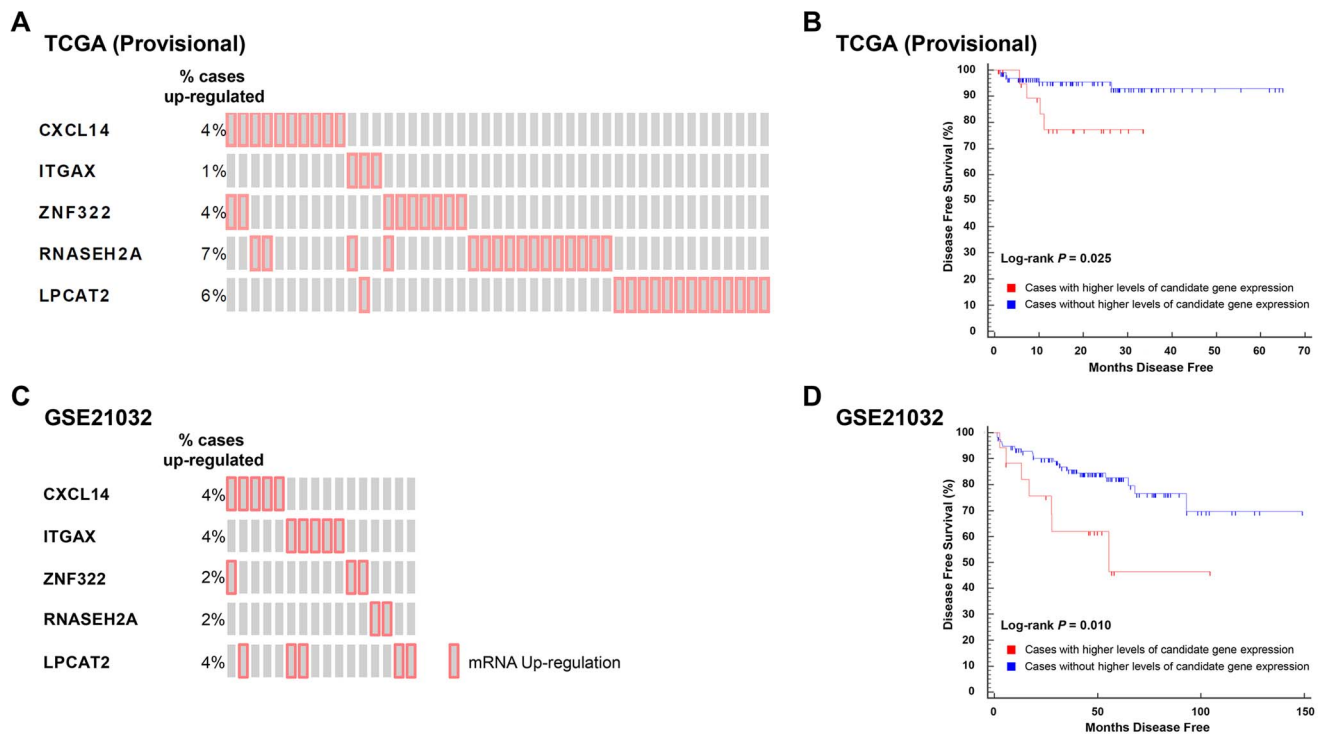 A
TCGA (Provisional)
% cases
up-regulated
CXCL14 4%
ITGAX 1%
ZNF322 4%
RNASEH2A 7%
LPCAT2 6%
B
TCGA (Provisional)
100
90
80
70
60
50
40
30
20
10
0
Disease Free Survival (%)
Log-rank P = 0.025
Cases with higher levels of candidate gene expression
Cases without higher levels of candidate gene expression
0 10 20 30 40 50 60 70
Months Disease Free
C
GSE21032
% cases
up-regulated
CXCL14 4%
ITGAX 4%
ZNF322 2%
RNASEH2A 2%
LPCAT2 4%
mRNA Up-regulation
D
GSE21032
100
90
80
70
60
50
40
30
20
10
0
Disease Free Survival (%)
Log-rank P = 0.010
Cases with higher levels of candidate gene expression
Cases without higher levels of candidate gene expression
0 50 100 150
Months Disease Free